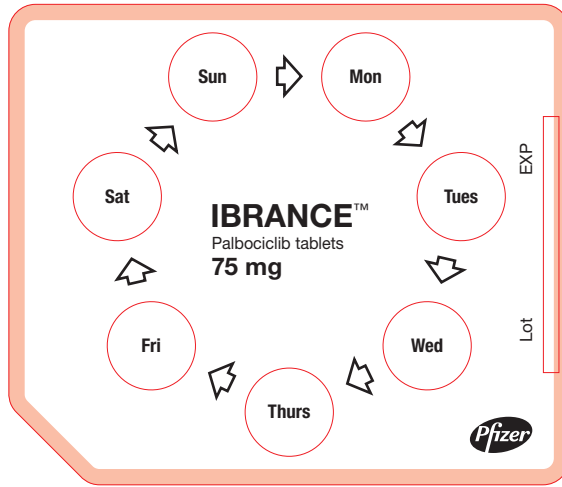 Sun
Mon
Sat
Tues
EXP
IBRANCE™
Palbociclib tablets
75 mg
Fri
Wed
Lot
Thurs
Pfizer